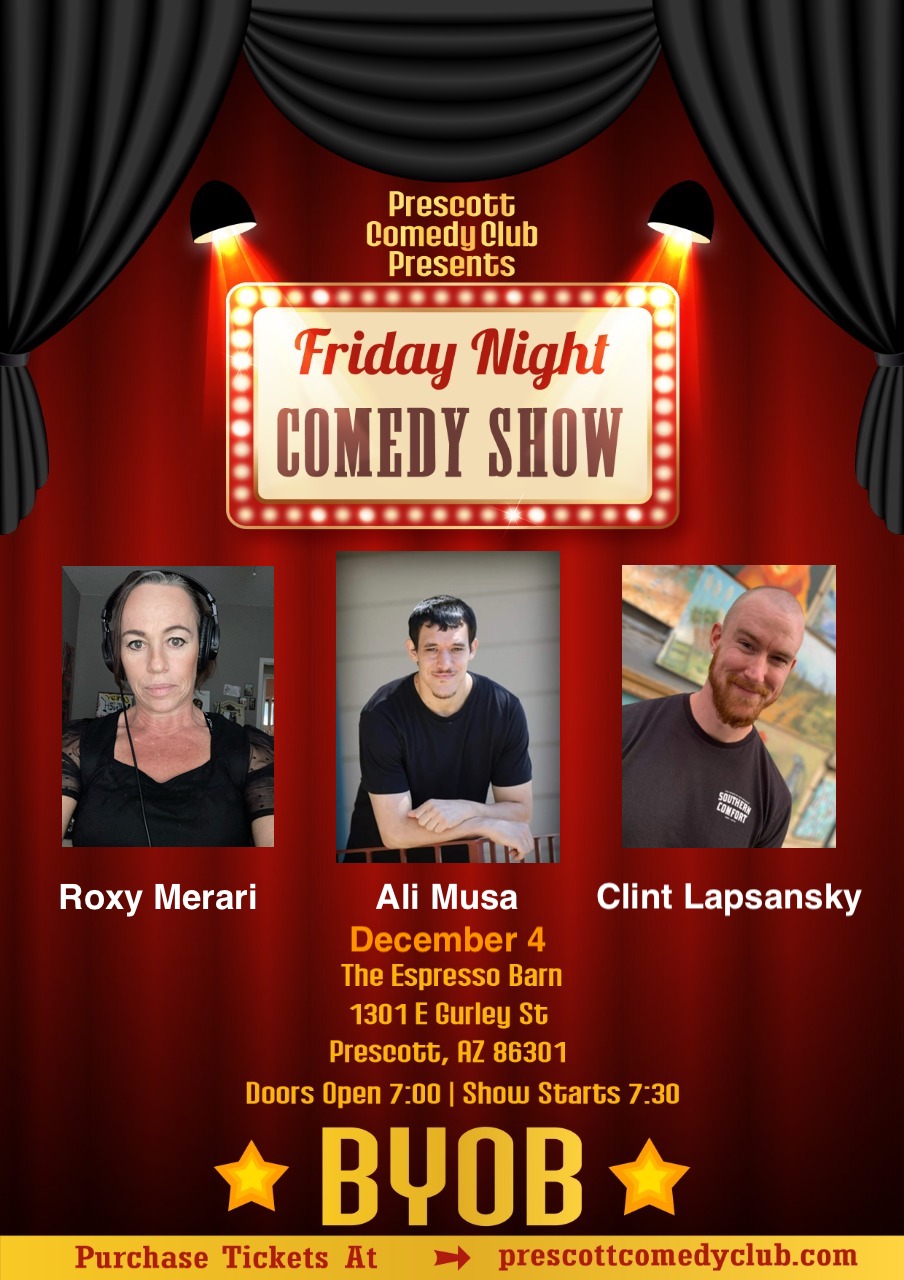 Prescott
Comedy Club
Presents
Friday Night
COMEDY SHOW
SOUTHERN
COMFORT
Roxy Merari
Ali Musa
Clint Lapsansky
December 4
The Espresso Barn
1301 E Gurley St
Prescott, AZ 86301
Doors Open 7:00 | Show Starts 7:30
BYOB
Purchase Tickets At prescottcomedyclub.com